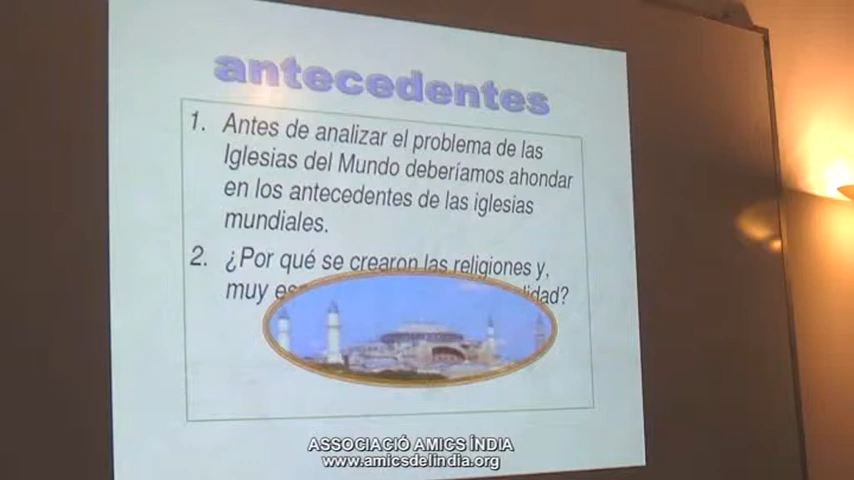 antecedentes
1. Antes de analizar el problema de las
Iglesias del Mundo deberíamos ahondar
en los antecedentes de las iglesias
mundiales.
2. ¿Por qué se crearon las religiones y,
muy
ASSOCIACIÓ AMICS ÍNDIA
www.amicsdelindia.org